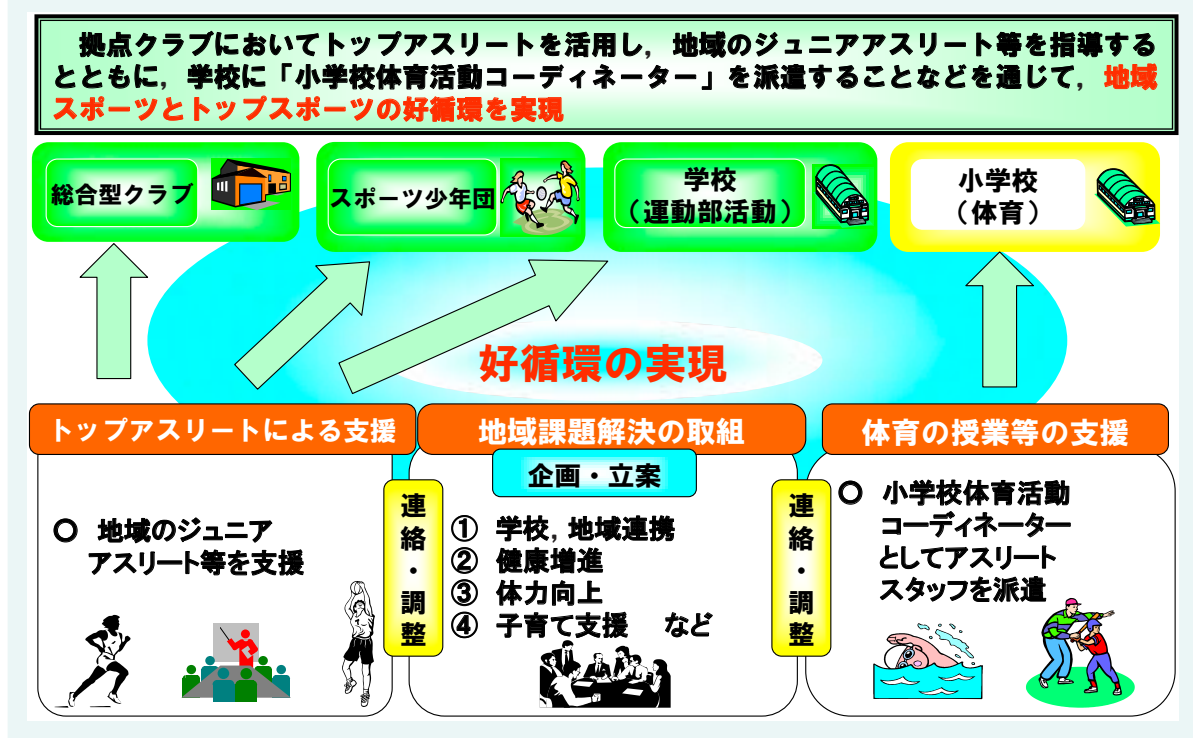 拠点クラブにおいてトップアスリートを活用し，地域のジュニアアスリート等を指導する
とともに，学校に「小学校体育活動コーディネーター」を派遣することなどを通じて，地域
スポーツとトップスポーツの好循環を実現
総合型クラブ
スポーツ少年団
学校
（運動部活動）
小学校
（体育）
好循環の実現
トップアスリートによる支援
○ 地域のジュニア
アスリート等を支援
連絡・調整
地域課題解決の取組
企画・立案
① 学校，地域連携
② 健康増進
③ 体力向上
④ 子育て支援 など
連絡・調整
体育の授業等の支援
○ 小学校体育活動
コーディネーター
としてアスリート
スタッフを派遣